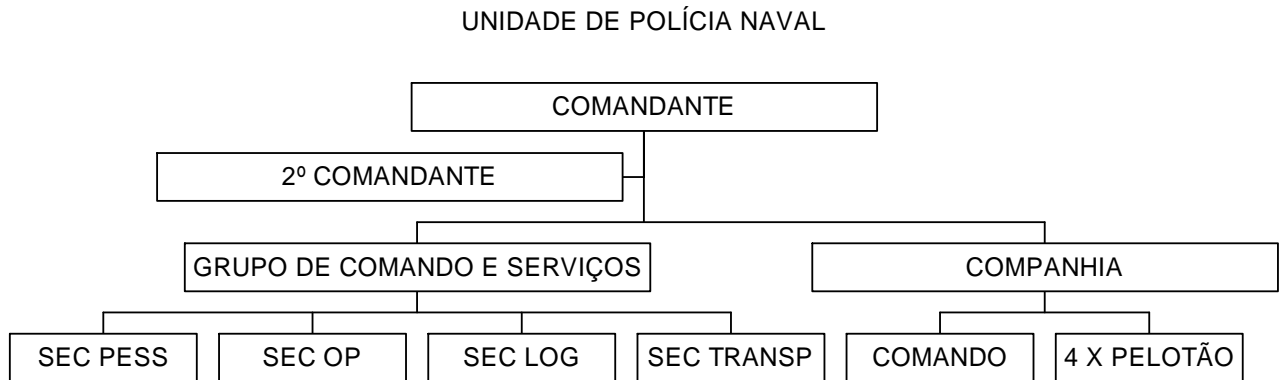 UNIDADE DE POLÍCIA NAVAL
COMANDANTE
2º COMANDANTE
GRUPO DE COMANDO E SERVIÇOS
COMPANHIA
SEC PESS
SEC OP
SEC LOG
SEC TRANSP
COMANDO
4 X PELOTÃO